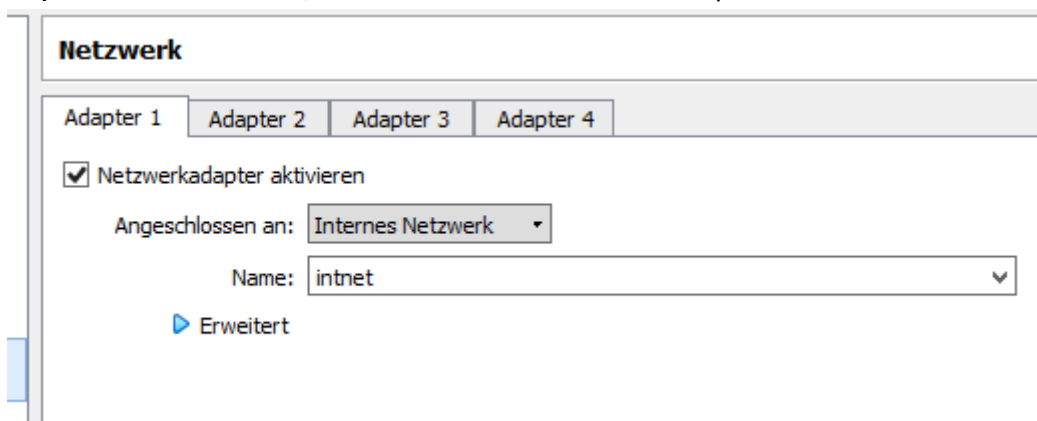 Netzwerk
Adapter 1 Adapter 2 Adapter 3 Adapter 4
Netzwerkadapter aktivieren
Angeschlossen an: Internes Netzwerk
Name: intnet
Erweitert